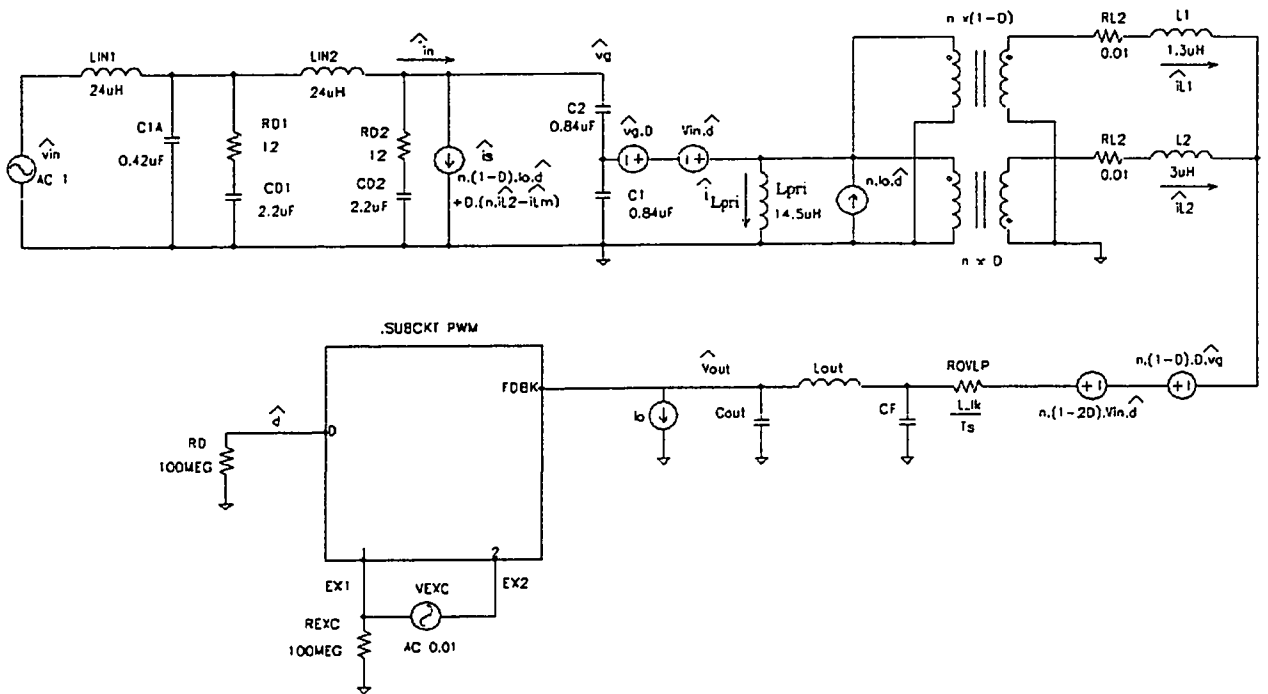 LIN1
24uH
LIN2
24uH
^
i in
^
vg
n x(1-D)
RL2
0.01
L1
1.3uH
^
iL1
^
vin
AC 1
C1A
0.42uF
RD1
12
CD1
2.2uF
RD2
12
CD2
2.2uF
^
is
n.(1-D).Io.d^
+D.(n.iL2^-iLm^)
C2
0.84uF
C1
0.84uF
^
vg.D
Vin.d^
^
i Lpri
Lpri
14.5uH
n.Io.d^
RL2
0.01
L2
3uH
^
iL2
n x D
.SUBCKT PWM
FDBK
D
1
2
^
d
RD
100MEG
EX1
EX2
VEXC
AC 0.01
REXC
100MEG
^
Vout
Io
Cout
Lout
CF
ROVLP
L_lk
Ts
n.(1-2D).Vin.d^
n.(1-D).D.vg^